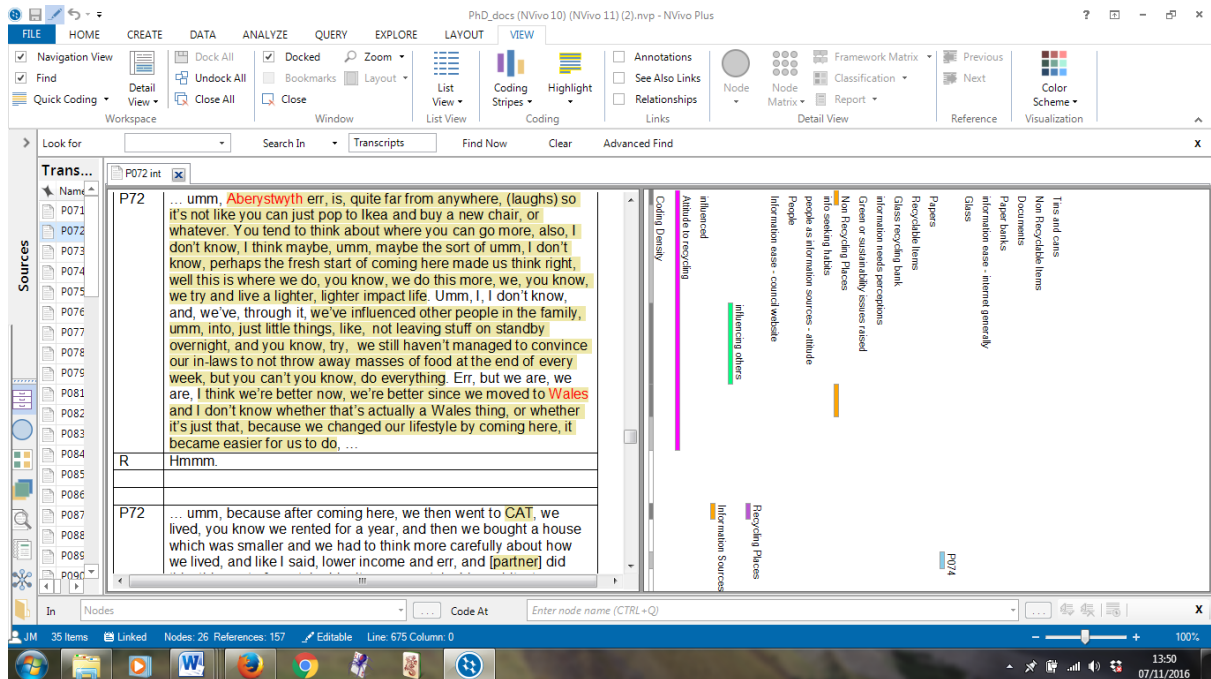 PhD_docs (NVivo 10) (NVivo 11) (2).nvp - NVivo Plus
FILE HOME CREATE DATA ANALYZE QUERY EXPLORE LAYOUT VIEW
Navigation View
Find
Quick Coding
Detail View
Workspace
Dock All
Undock All
Close All
Docked
Bookmarks
Close
Zoom
Layout
Window
List View
List View
Coding Stripes
Highlight
Coding
Annotations
See Also Links
Relationships
Links
Node
Node Matrix
Framework Matrix
Classification
Report
Detail View
Previous
Next
Reference
Color Scheme
Visualization
Look for Search In Transcripts Find Now Clear Advanced Find X
Sources
Trans...
Name
P071
P072
P073
P074
P075
P076
P077
P078
P079
P081
P082
P083
P084
P085
P086
P087
P088
P089
P090
P072 int
P72 … umm, Aberystwyth err, is, quite far from anywhere, (laughs) so
it's not like you can just pop to Ikea and buy a new chair, or
whatever. You tend to think about where you can go more, also, I
don't know, I think maybe, umm, maybe the sort of umm, I don't
know, perhaps the fresh start of coming here made us think right,
well this is where we do, you know, we do this more, we, you know,
we try and live a lighter, lighter impact life. Umm, I, I don't know,
and, we've, through it, we've influenced other people in the family,
umm, into, just little things, like, not leaving stuff on standby
overnight, and you know, try, we still haven't managed to convince
our in-laws to not throw away masses of food at the end of every
week, but you can't you know, do everything. Err, but we are, we
are, I think we're better now, we're better since we moved to Wales
and I don't know whether that's actually a Wales thing, or whether
it's just that, because we changed our lifestyle by coming here, it
became easier for us to do, …
R Hmmm.
P72 … umm, because after coming here, we then went to CAT, we
lived, you know we rented for a year, and then we bought a house
which was smaller and we had to think more carefully about how
we lived, and like I said, lower income and err, and [partner] did
Coding Density
Attitude to recycling
influenced
influencing others
Information Sources
Recycling Places
Information ease - council website
People
people as information sources - attitude
info seeking habits
Non Recycling Places
Green or sustainability issues raised
information needs perceptions
Glass recycling bank
Recyclable Items
Papers
P074
Glass
information ease - internet generally
Paper banks
Documents
Non Recyclable Items
Tins and cans
In Nodes ... Code At Enter node name (CTRL+Q) ... X
JM 35 Items Linked Nodes: 26 References: 157 Editable Line: 675 Column: 0 100%
13:50
07/11/2016